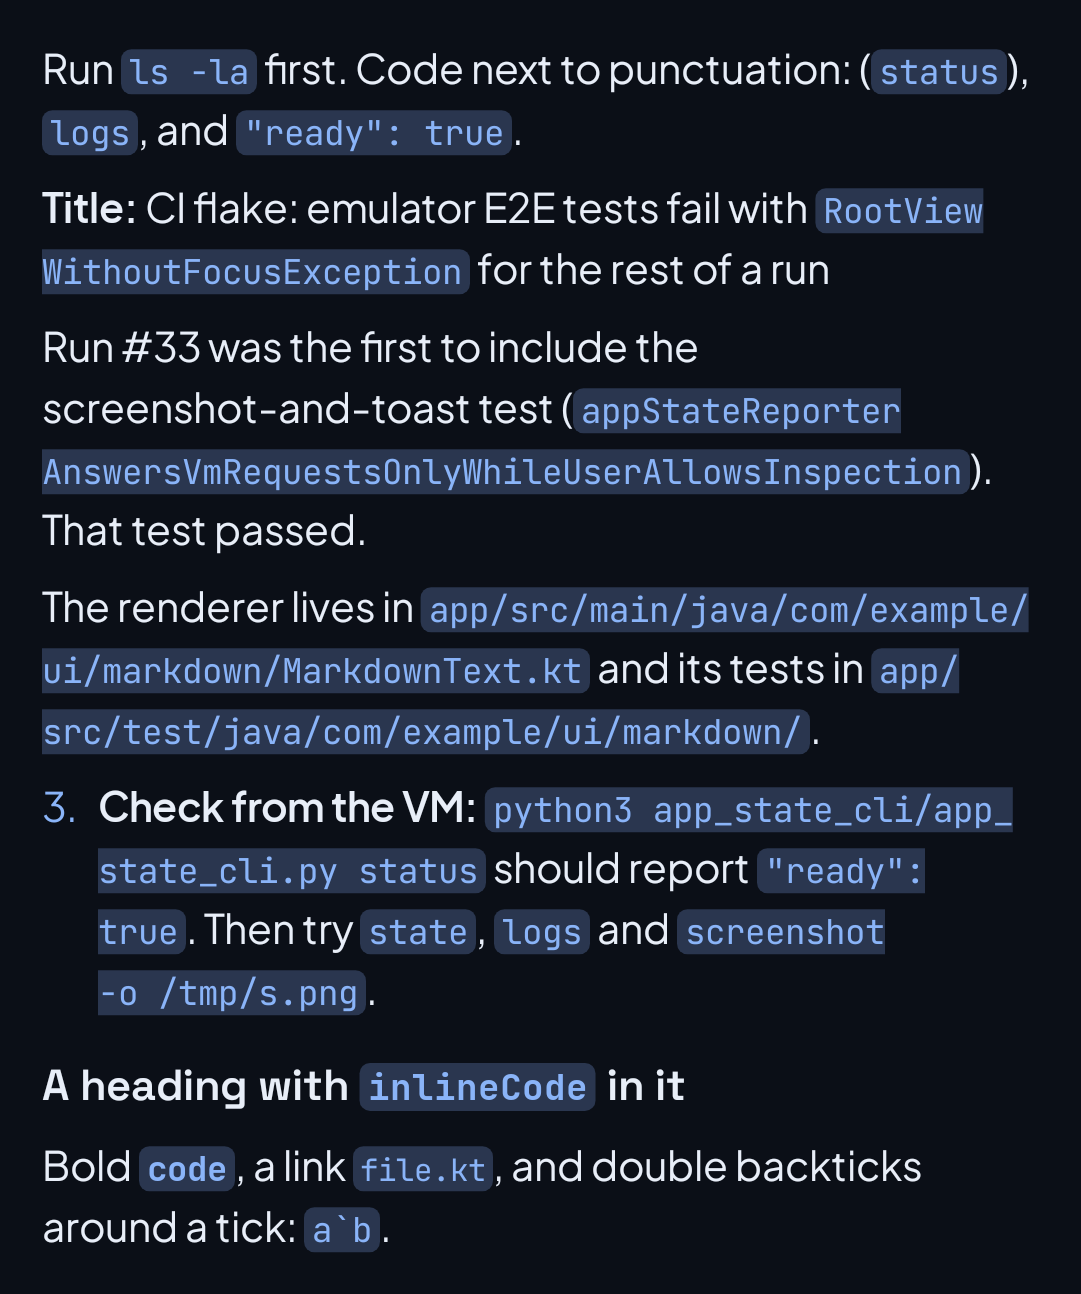 Run ls -la first. Code next to punctuation: (status),
logs, and "ready": true.
Title: CI flake: emulator E2E tests fail with RootView
WithoutFocusException for the rest of a run
Run #33 was the first to include the
screenshot-and-toast test (appStateReporter
AnswersVmRequestsOnlyWhileUserAllowsInspection).
That test passed.
The renderer lives in app/src/main/java/com/example/
ui/markdown/MarkdownText.kt and its tests in app/
src/test/java/com/example/ui/markdown/.
3. Check from the VM: python3 app_state_cli/app_
state_cli.py status should report "ready":
true. Then try state, logs and screenshot
-o /tmp/s.png.
A heading with inlineCode in it
Bold code, a link file.kt, and double backticks
around a tick: a`b.